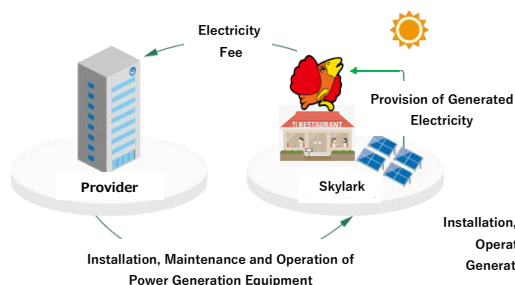 Electricity
Fee
Provision of Generated
Electricity
RESTAURANT
Provider
Skylark
Installation, Maintenance and Operation of
Power Generation Equipment
Installation,
Operat
Generat